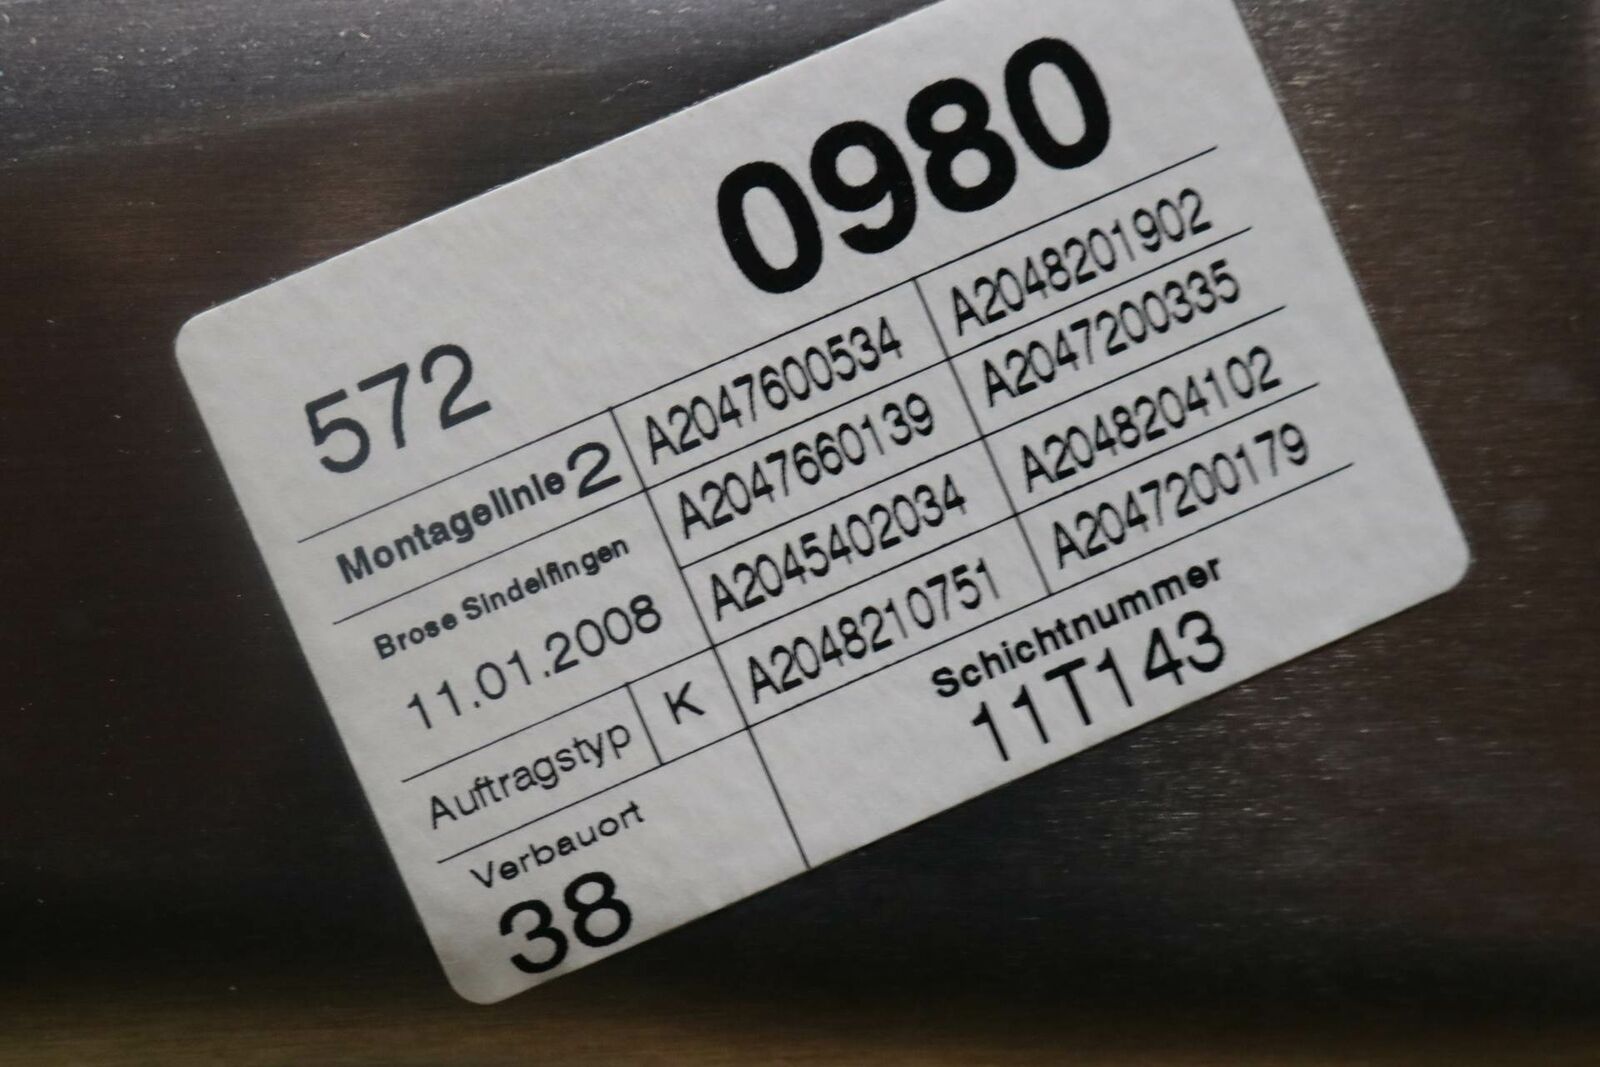 0980
572
Montagelinie 2
Brose Sindelfingen
11.01.2008
Auftragstyp K
Verbauort
38
A2047600534 A2048201902
A2047660139 A2047200335
A2045402034 A2048204102
A2048210751 A2047200179
Schichtnummer
11T143